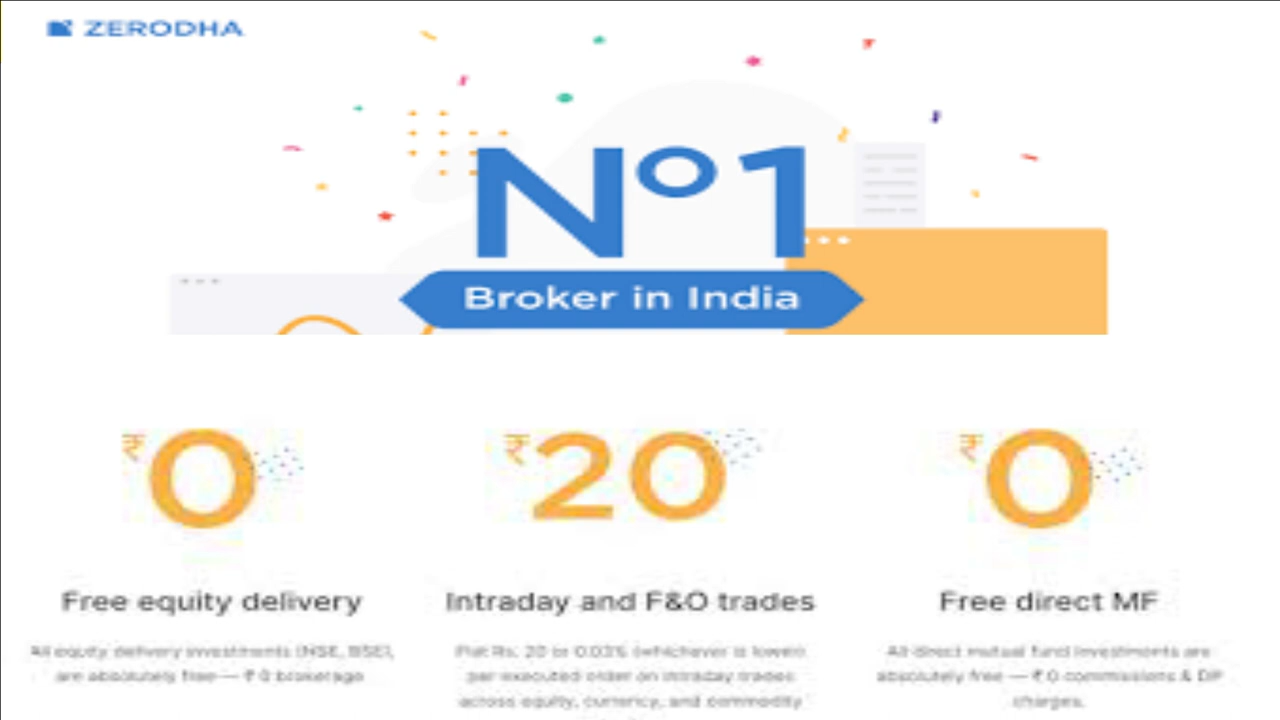 ZERODHA
Nº1
Broker in India
₹0
₹20
₹0
Free equity delivery
Intraday and F&O trades
Free direct MF
All equity delivery investments (NSE, BSE),
are absolutely free — ₹ 0 brokerage.
Flat Rs. 20 or 0.03% (whichever is lower)
per executed order on intraday trades
across equity, currency, and commodity
All direct mutual fund investments are
absolutely free — ₹ 0 commissions & DP
charges.